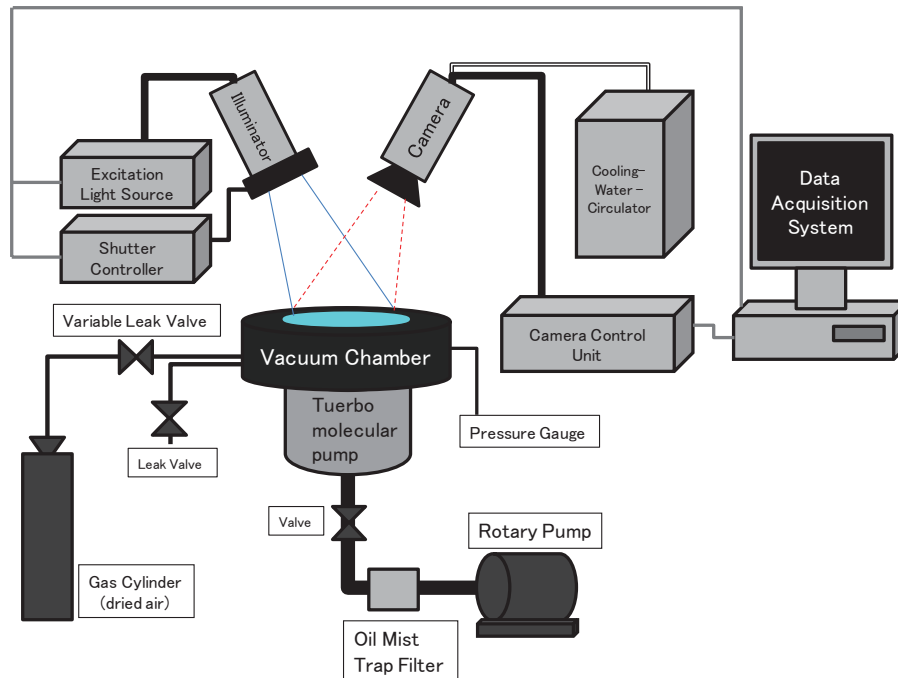 Illuminator
Camera
Excitation
Light Source
Cooling-
Water-
Circulator
Data
Acquisition
System
Shutter
Controller
Variable Leak Valve
Vacuum Chamber
Camera Control
Unit
Tuerbo
molecular
pump
Pressure Gauge
Leak Valve
Valve
Rotary Pump
Gas Cylinder
(dried air)
Oil Mist
Trap Filter